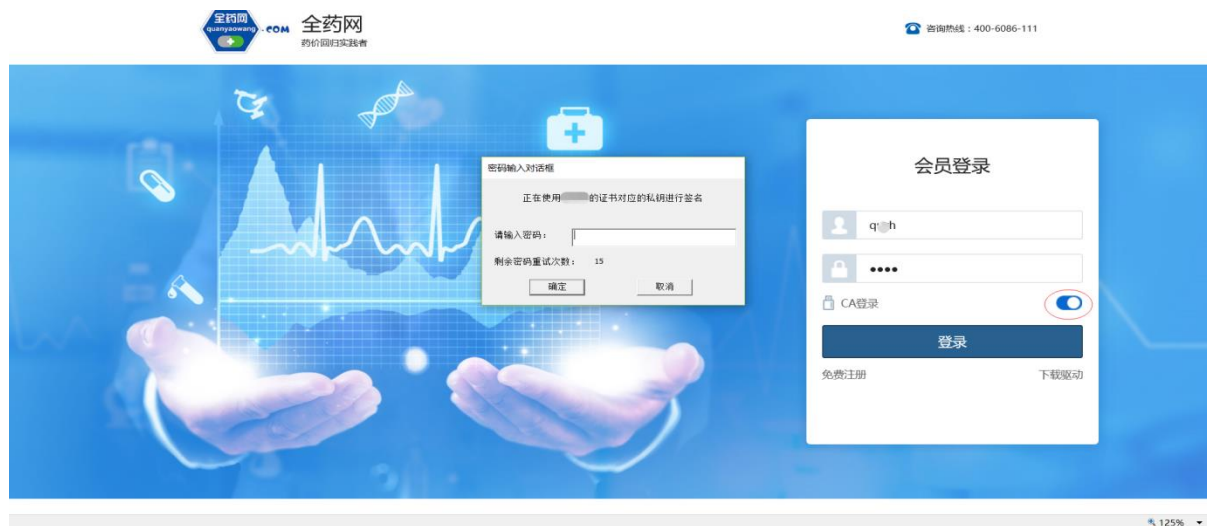 全药网
quanyaowang
.COM
全药网
药价回归实践者
咨询热线：400-6086-111
密码输入对话框
正在使用的证书对应的私钥进行签名
请输入密码：
剩余密码重试次数： 15
确定
取消
会员登录
••••
CA登录
登录
免费注册
下载驱动
125%